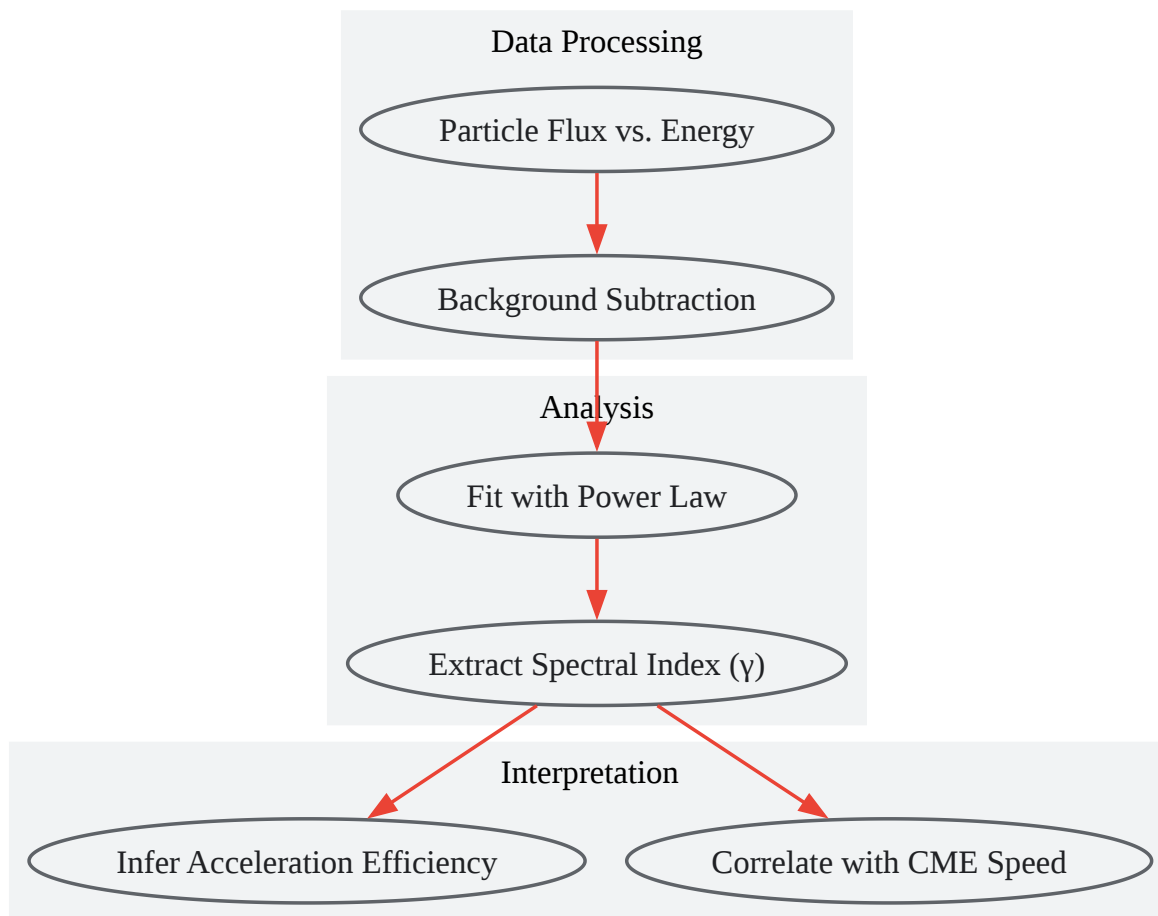 Data Processing
Particle Flux vs. Energy
Background Subtraction
Analysis
Fit with Power Law
Extract Spectral Index (γ)
Interpretation
Infer Acceleration Efficiency
Correlate with CME Speed